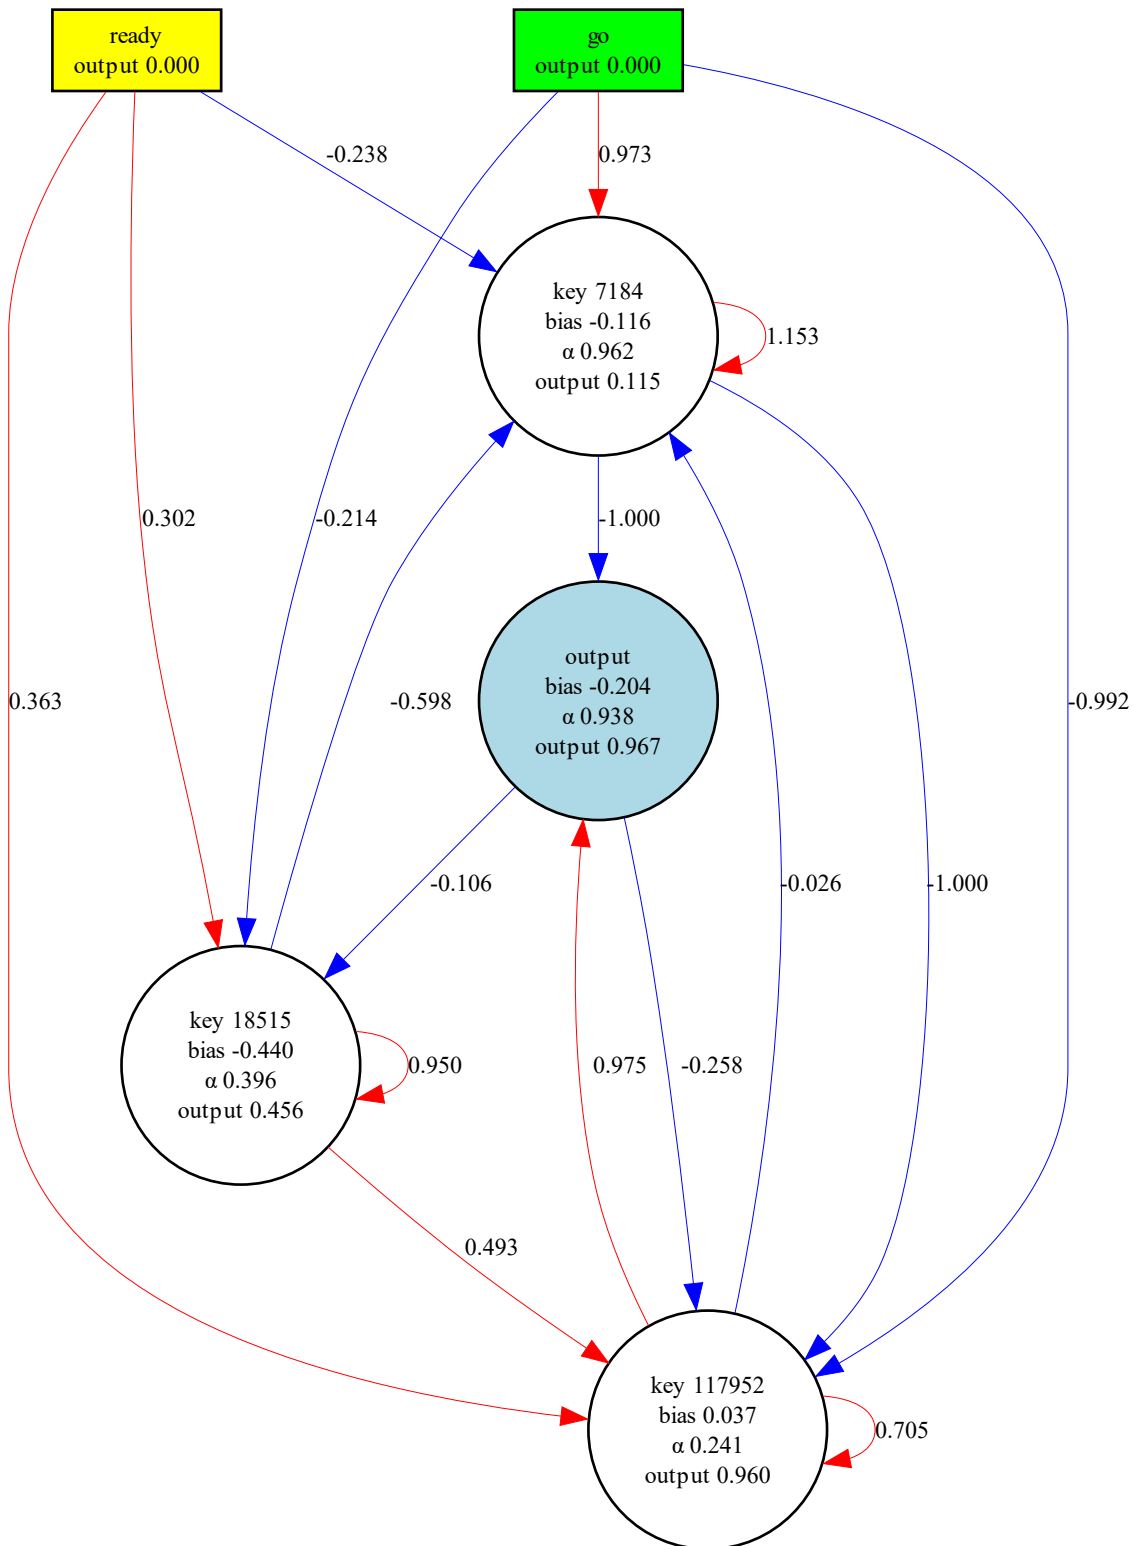 ready
output 0.000
go
output 0.000
-0.238
0.973
key 7184
bias -0.116
α 0.962
output 0.115
1.153
0.302
-0.214
-1.000
output
bias -0.204
α 0.938
output 0.967
0.363
-0.598
-0.992
-0.106
-0.026
-1.000
key 18515
bias -0.440
α 0.396
output 0.456
0.950
0.975
-0.258
0.493
key 117952
bias 0.037
α 0.241
output 0.960
0.705